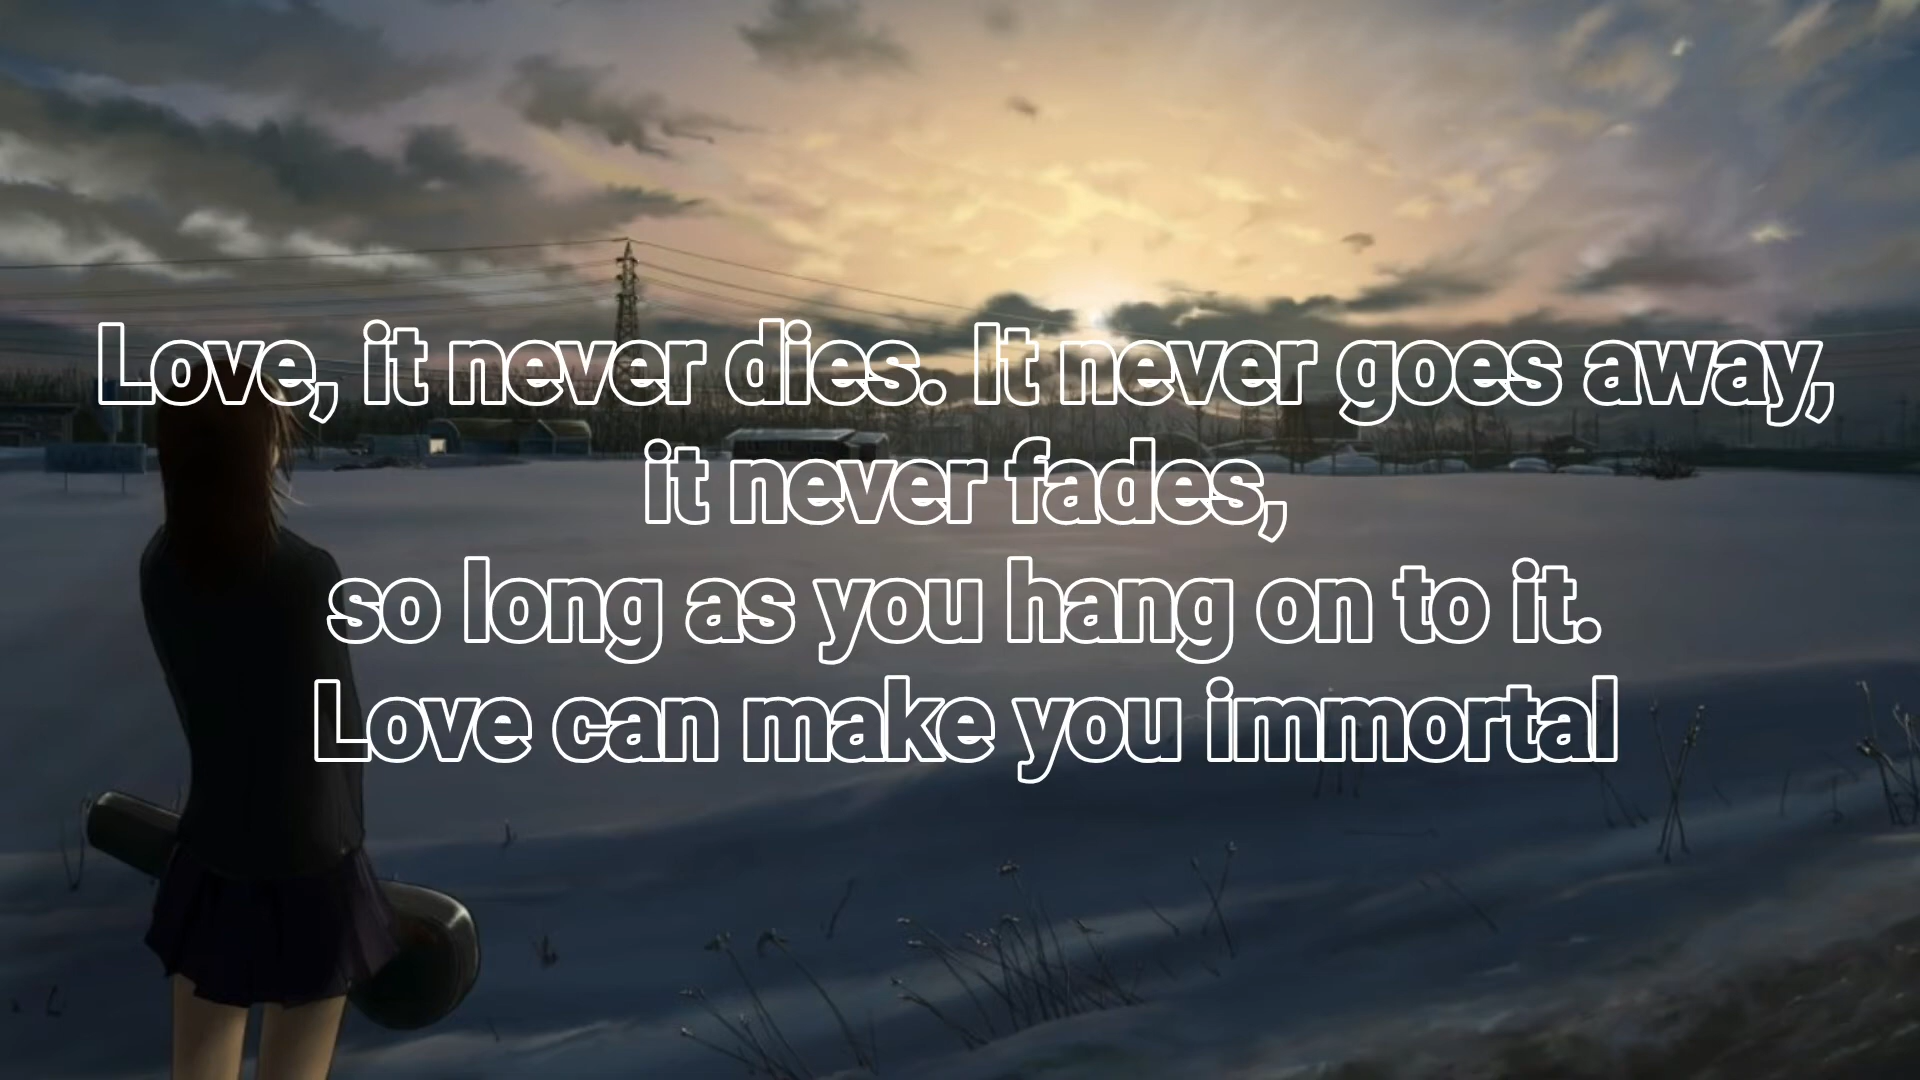 Love, it never dies. It never goes away,
it never fades,
so long as you hang on to it.
Love can make you immortal